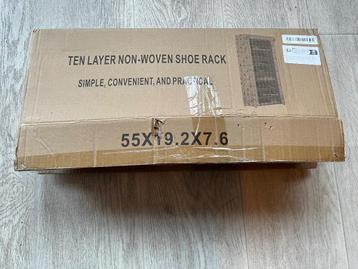 TEN LAYER NON-WOVEN SHOE RACK
SIMPLE, CONVENIENT, AND PRACTICAL
55X19.2X7.6